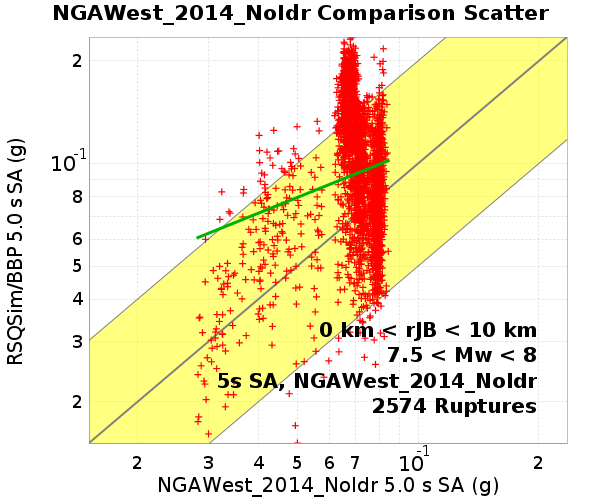 NGAWest_2014_NoIdr Comparison Scatter
2
10-1
8
6
5
4
3
2
RSQSim/BBP 5.0 s SA (g)
0 km < rJB < 10 km
7.5 < Mw < 8
5s SA, NGAWest_2014_NoIdr
2574 Ruptures
2 3 4 5 6 7 10-1 2
NGAWest_2014_NoIdr 5.0 s SA (g)